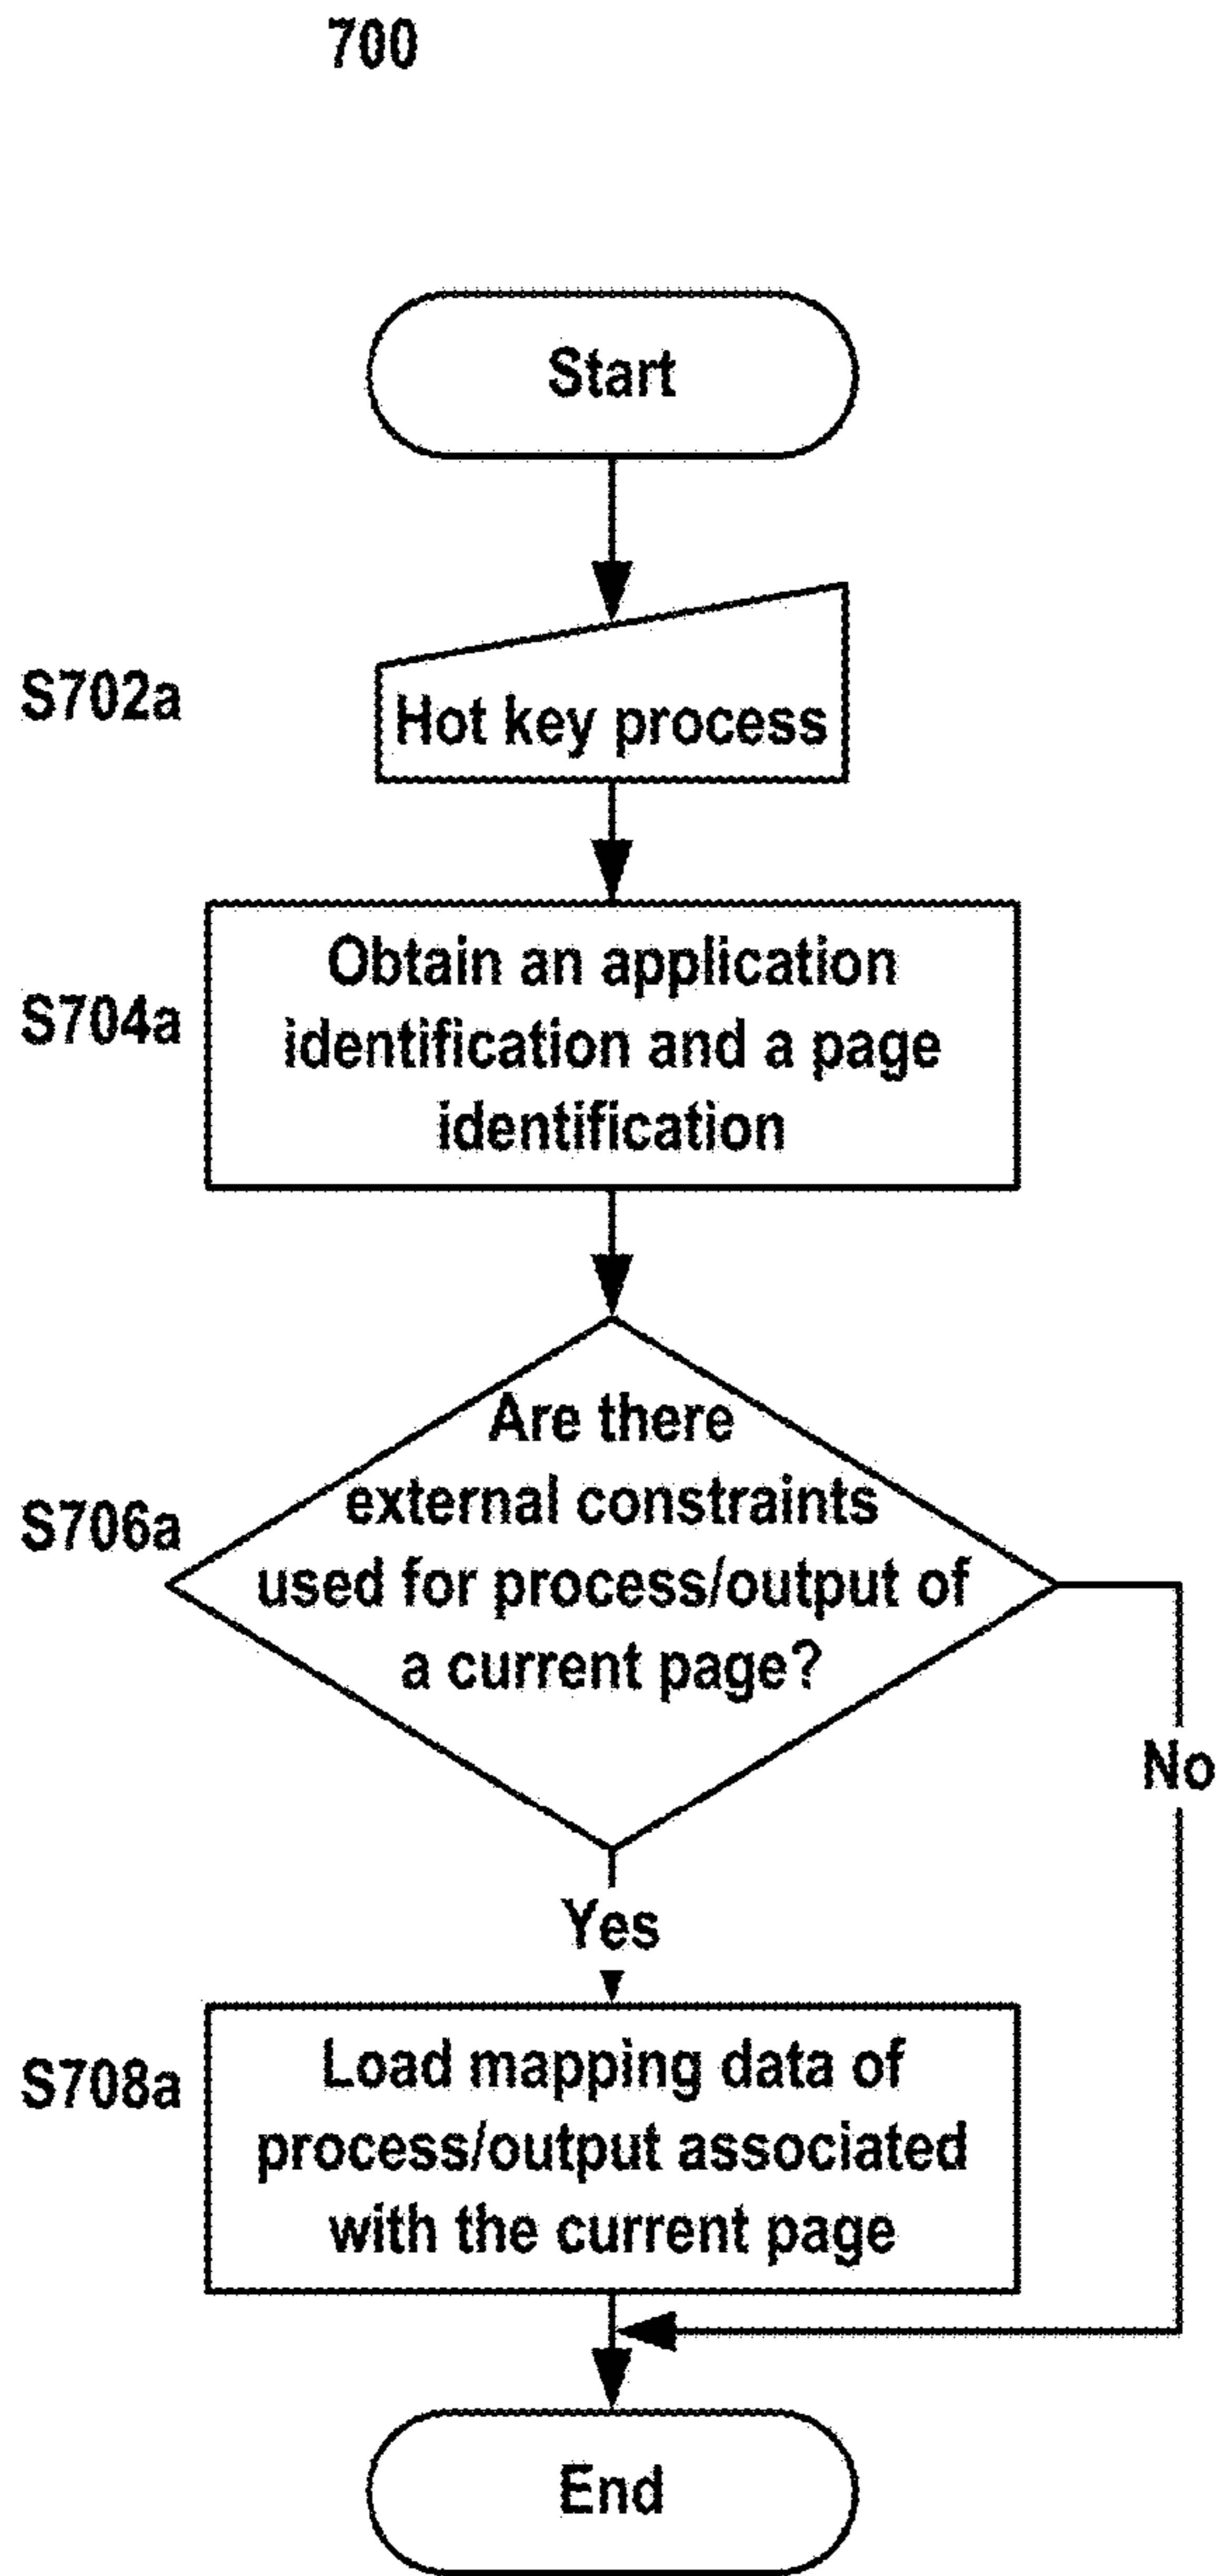 700
Start
S702a
Hot key process
S704a
Obtain an application
identification and a page
identification
S706a
Are there
external constraints
used for process/output of
a current page?
No
Yes
S708a
Load mapping data of
process/output associated
with the current page
End